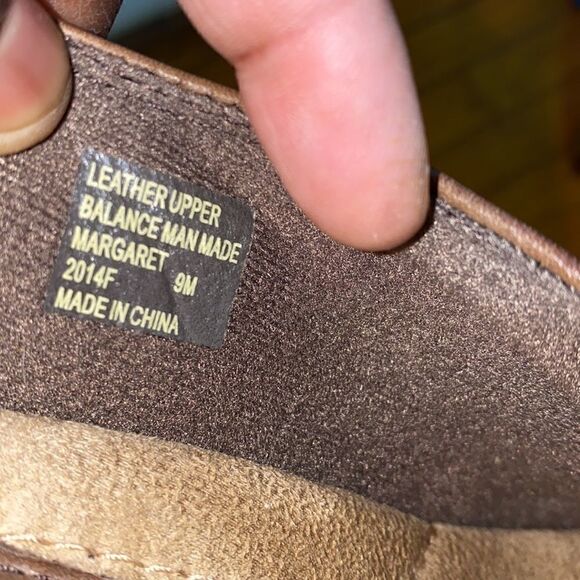 LEATHER UPPER
BALANCE MAN MADE
MARGARET
2014F 9M
MADE IN CHINA